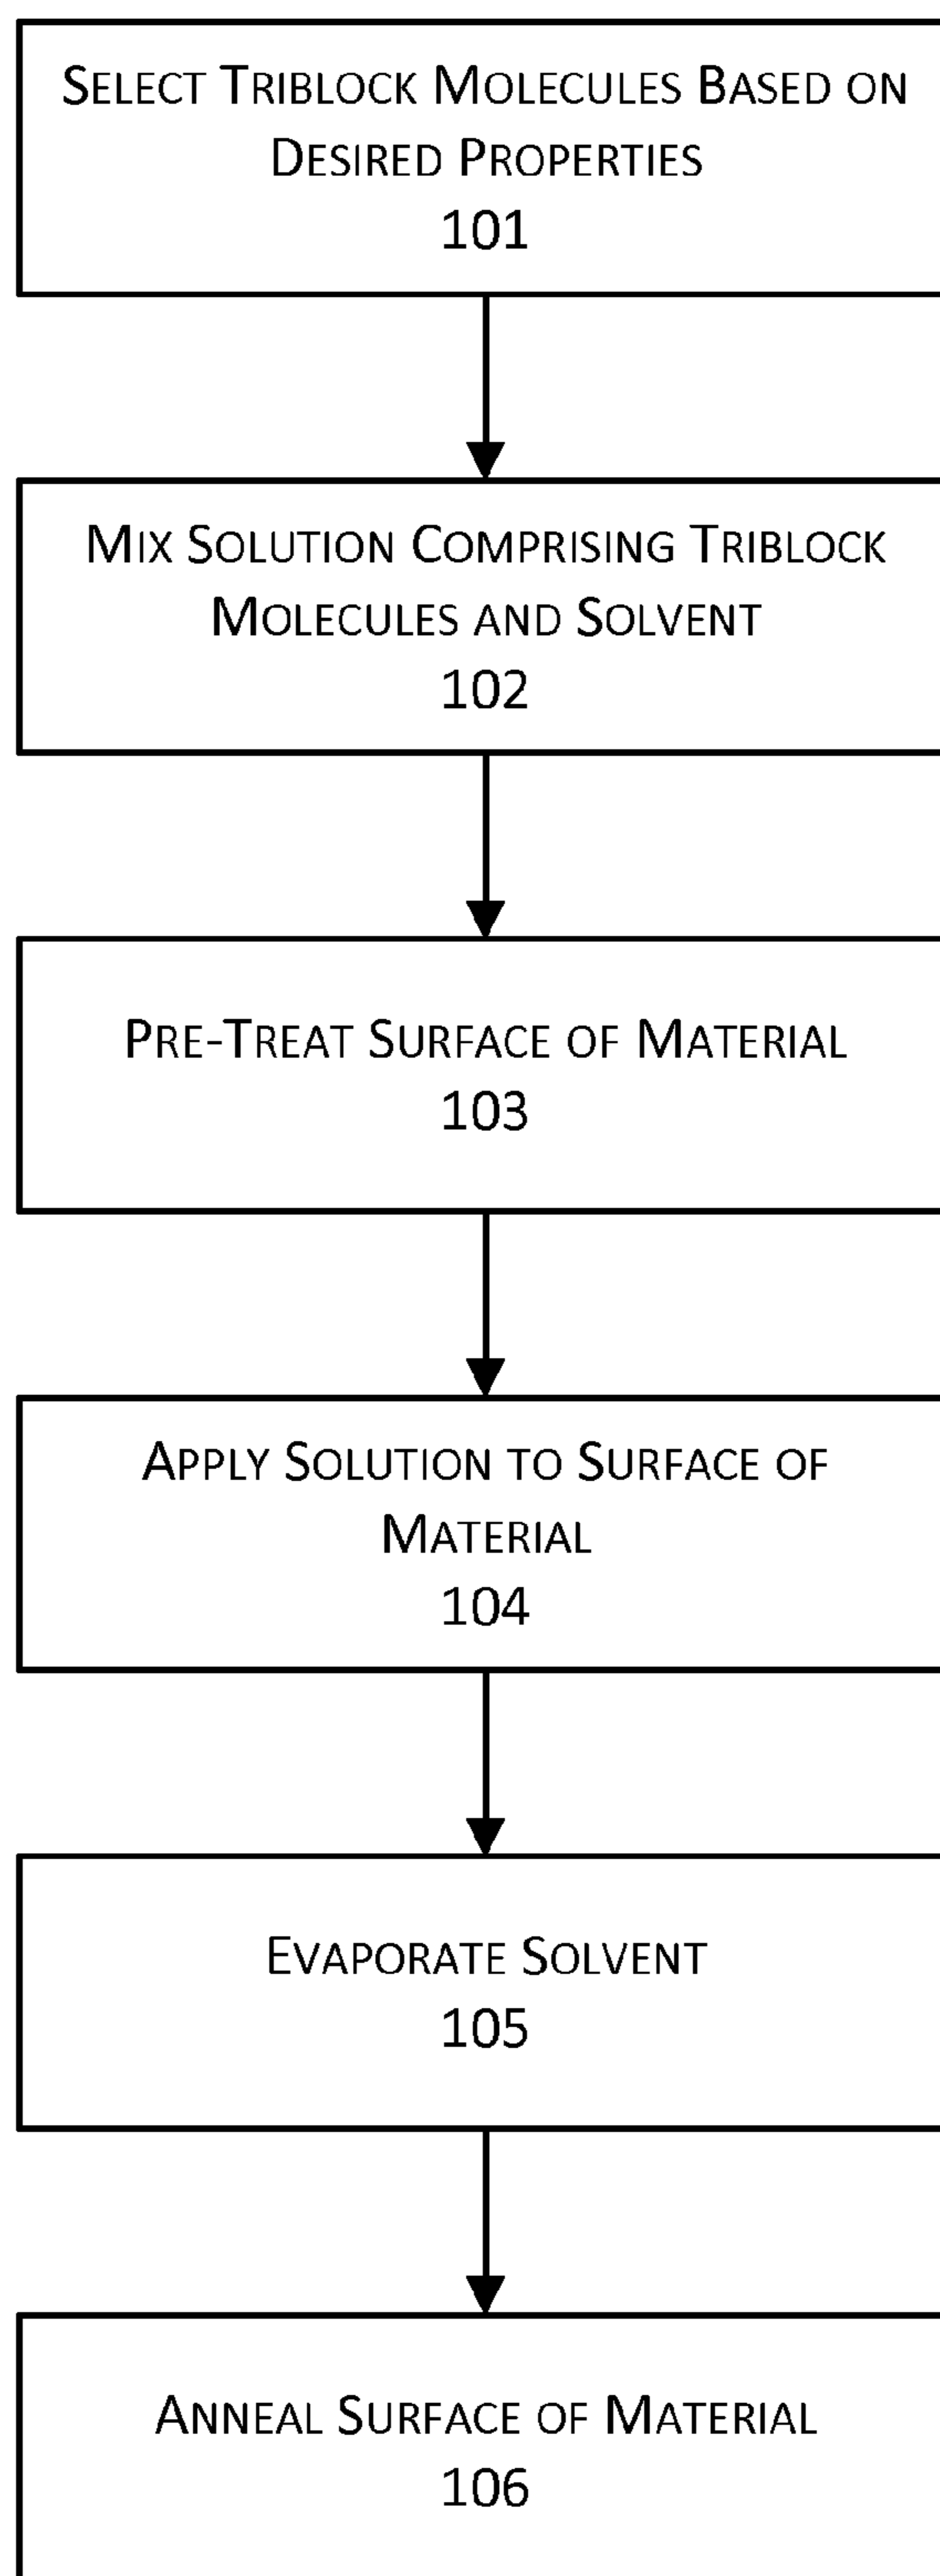 Select Triblock Molecules Based on
Desired Properties
101
Mix Solution Comprising Triblock
Molecules and Solvent
102
Pre-Treat Surface of Material
103
Apply Solution to Surface of
Material
104
Evaporate Solvent
105
Anneal Surface of Material
106